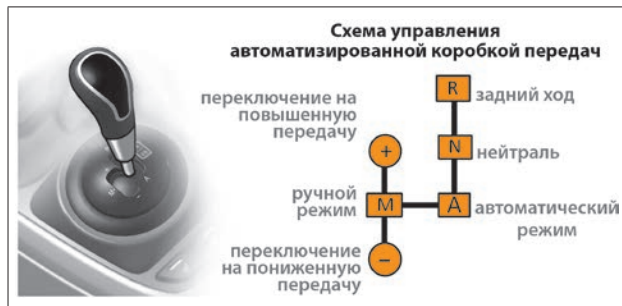 Схема управления
автоматизированной коробкой передач
переключение на
повышенную
передачу
R
задний ход
+
N
нейтраль
ручной
режим
M
A
автоматический
режим
переключение
на пониженную
передачу
–